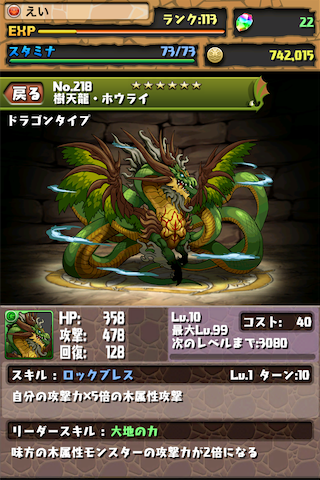 えい
ランク:113
22
EXP
スタミナ 73/73
742,015
戻る
No.218
樹天龍・ホウライ
★★★★★★
ドラゴンタイプ
HP: 358
攻撃: 478
回復: 128
Lv.10
最大Lv.99
コスト: 40
次のレベルまで:3080
スキル:ロックブレス Lv.1 ターン:10
自分の攻撃力×5倍の木属性攻撃
リーダースキル:大地の力
味方の木属性モンスターの攻撃力が2倍になる